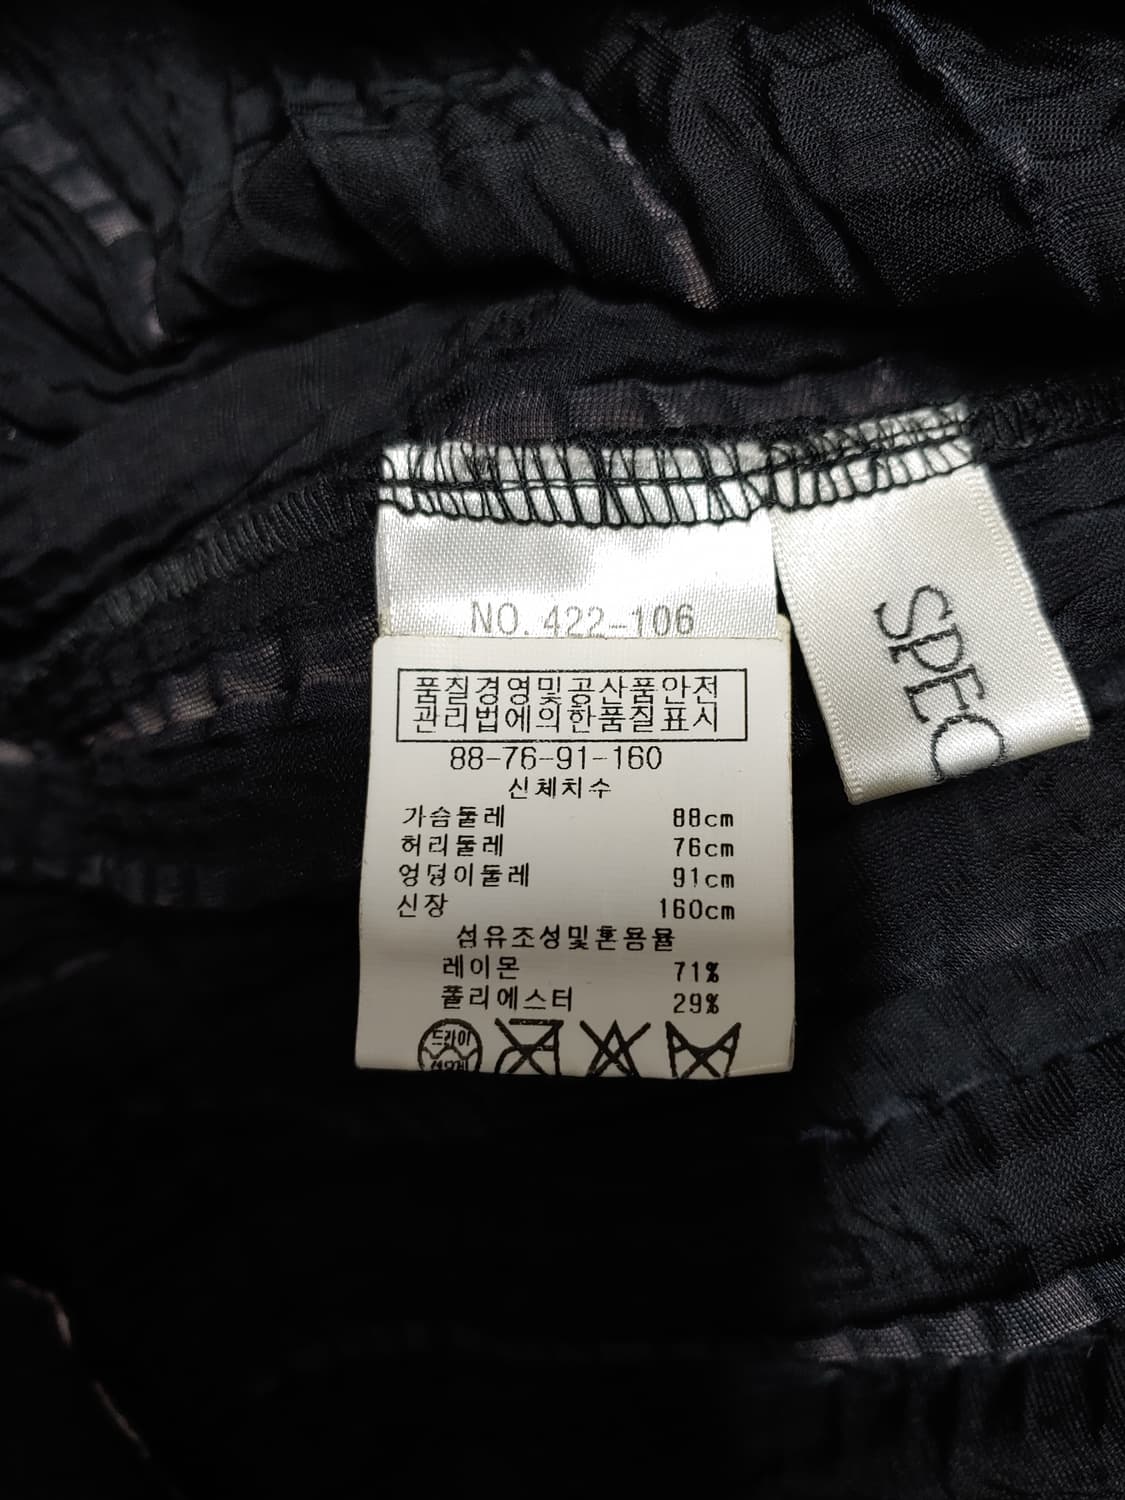 NO. 422-106
품질경영및공산품안전
관리법에의한품질표시
88-76-91-160
신체치수
가슴둘레 88cm
허리둘레 76cm
엉덩이둘레 91cm
신장 160cm
섬유조성및혼용율
레이몬 71%
폴리에스터 29%
드라이
SPEC